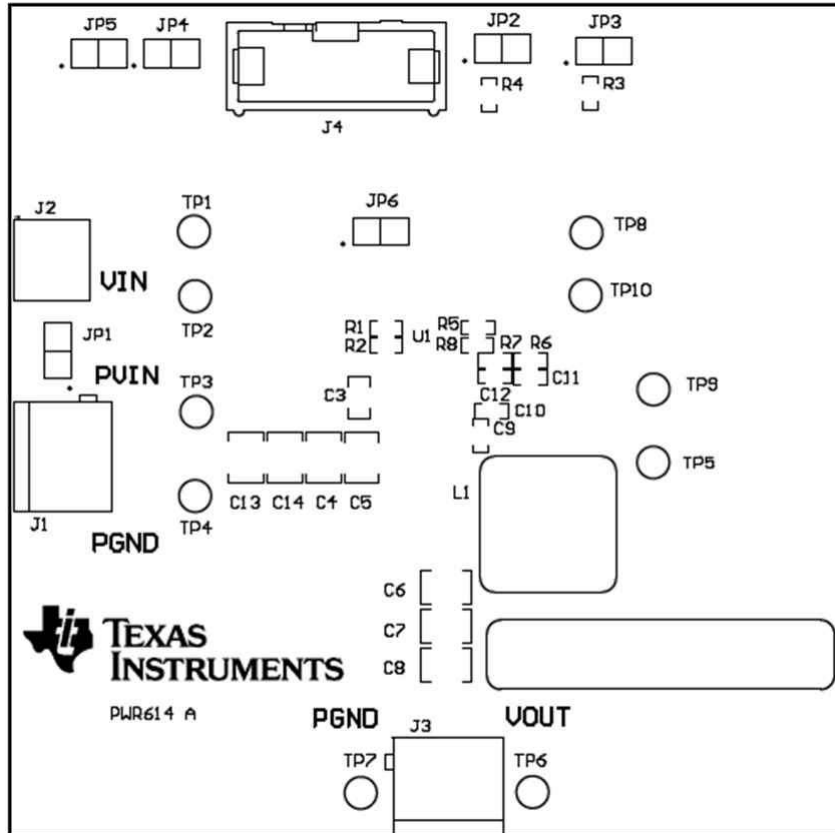 JP5 JP4 JP2 JP3
R4 R3
J4
J2 TP1 JP6 TP8
VIN TP10
TP2
JP1 R1 U1 R5
R2 R8 R7 R6
PVIN TP3 C3 C12 C11 TP9
C10
C9
TP5
L1
C13 C14 C4 C5
J1 TP4
PGND
C6
C7
C8
TEXAS
INSTRUMENTS
PWR614 A
PGND J3 VOUT
TP7 TP6